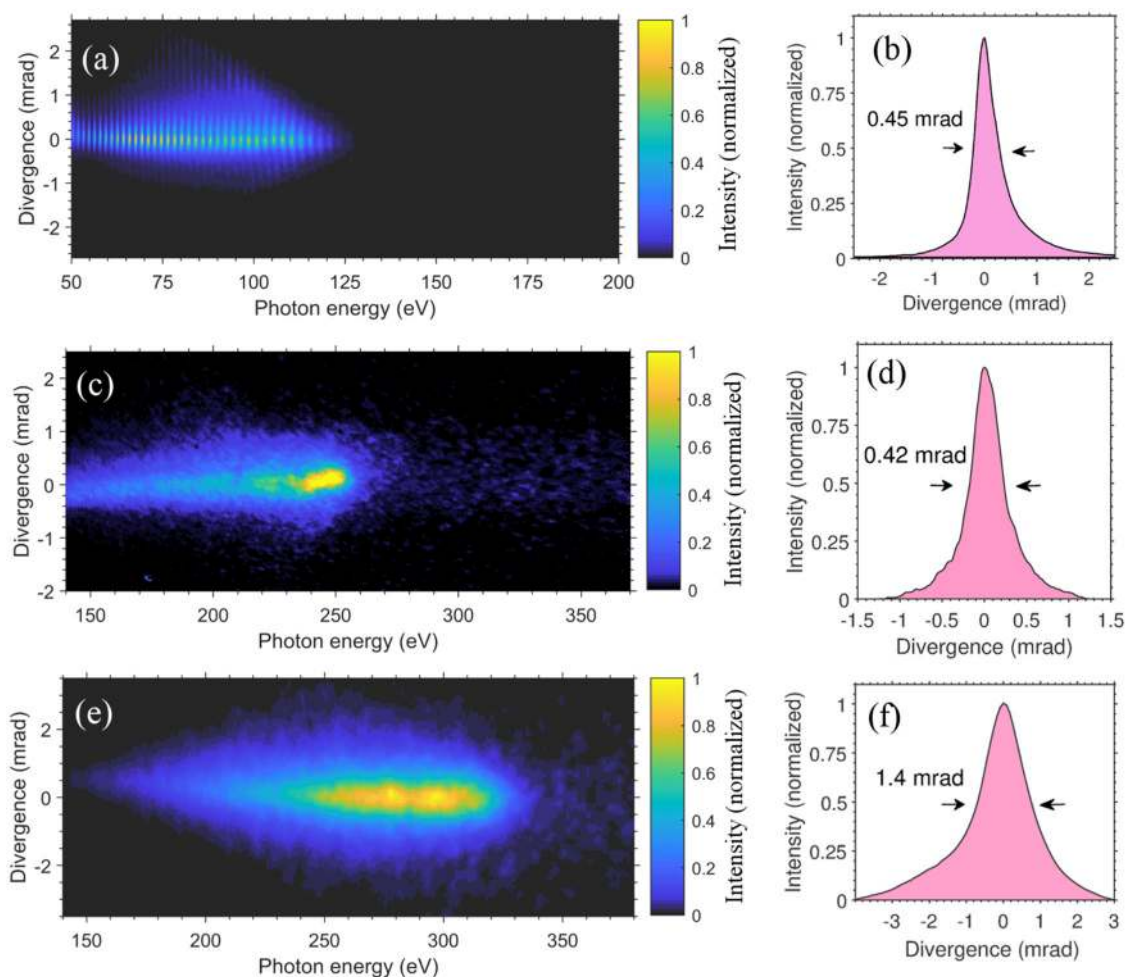 (a)
Divergence (mrad)
2
1
0
-1
-2
50 75 100 125 150 175 200
Photon energy (eV)
1
0.8
0.6
0.4
0.2
0
Intensity (normalized)
(b)
Intensity (normalized)
1
0.75
0.5
0.25
0
0.45 mrad
-2 -1 0 1 2
Divergence (mrad)
(c)
Divergence (mrad)
2
1
0
-1
-2
150 200 250 300 350
Photon energy (eV)
1
0.8
0.6
0.4
0.2
0
Intensity (normalized)
(d)
Intensity (normalized)
1
0.75
0.5
0.25
0
0.42 mrad
-1.5 -1 -0.5 0 0.5 1 1.5
Divergence (mrad)
(e)
Divergence (mrad)
2
0
-2
150 200 250 300 350
Photon energy (eV)
1
0.8
0.6
0.4
0.2
0
Intensity (normalized)
(f)
Intensity (normalized)
1
0.75
0.5
0.25
0
1.4 mrad
-3 -2 -1 0 1 2 3
Divergence (mrad)